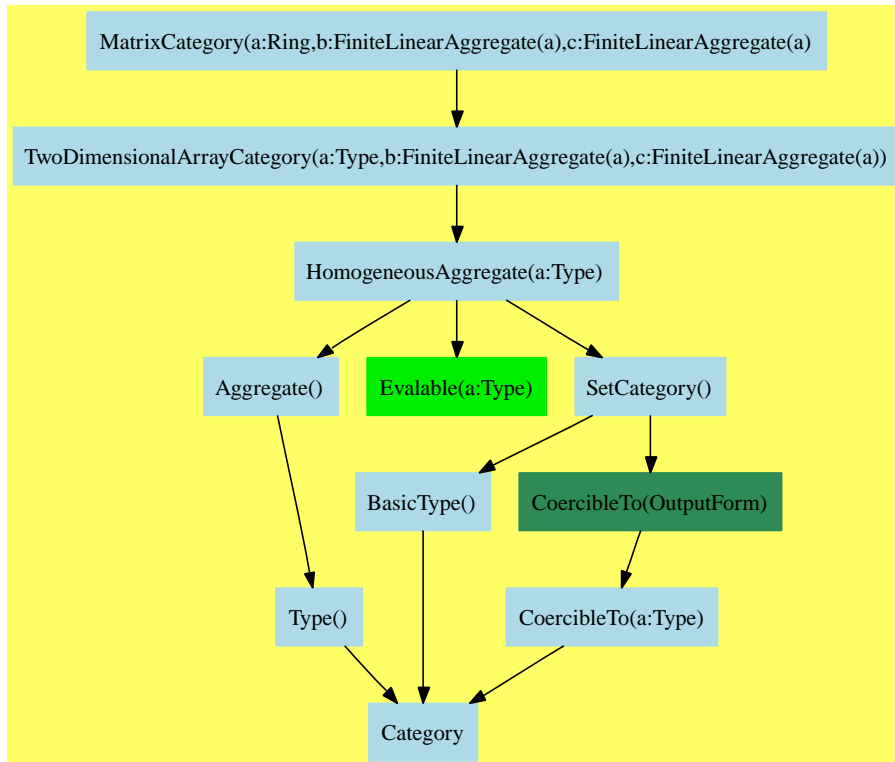 MatrixCategory(a:Ring,b:FiniteLinearAggregate(a),c:FiniteLinearAggregate(a)
TwoDimensionalArrayCategory(a:Type,b:FiniteLinearAggregate(a),c:FiniteLinearAggregate(a))
HomogeneousAggregate(a:Type)
Aggregate()
Evalable(a:Type)
SetCategory()
BasicType()
CoercibleTo(OutputForm)
Type()
CoercibleTo(a:Type)
Category